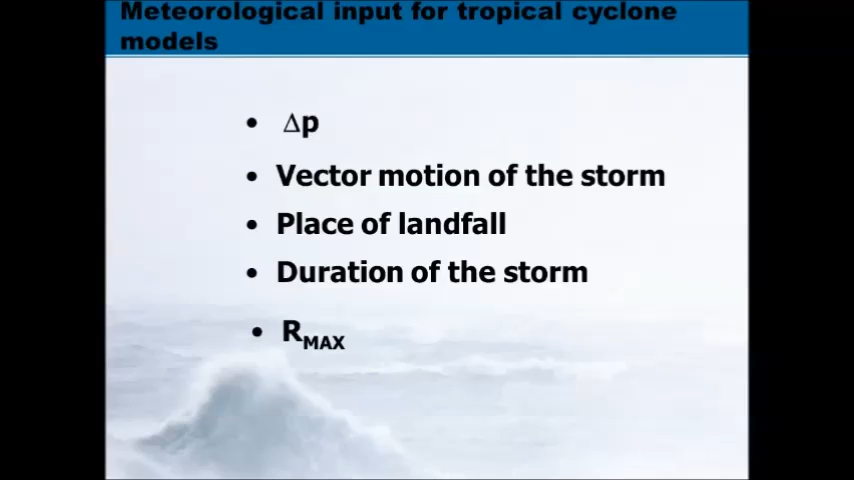 Meteorological input for tropical cyclone
models
• Δp
• Vector motion of the storm
• Place of landfall
• Duration of the storm
• RMAX